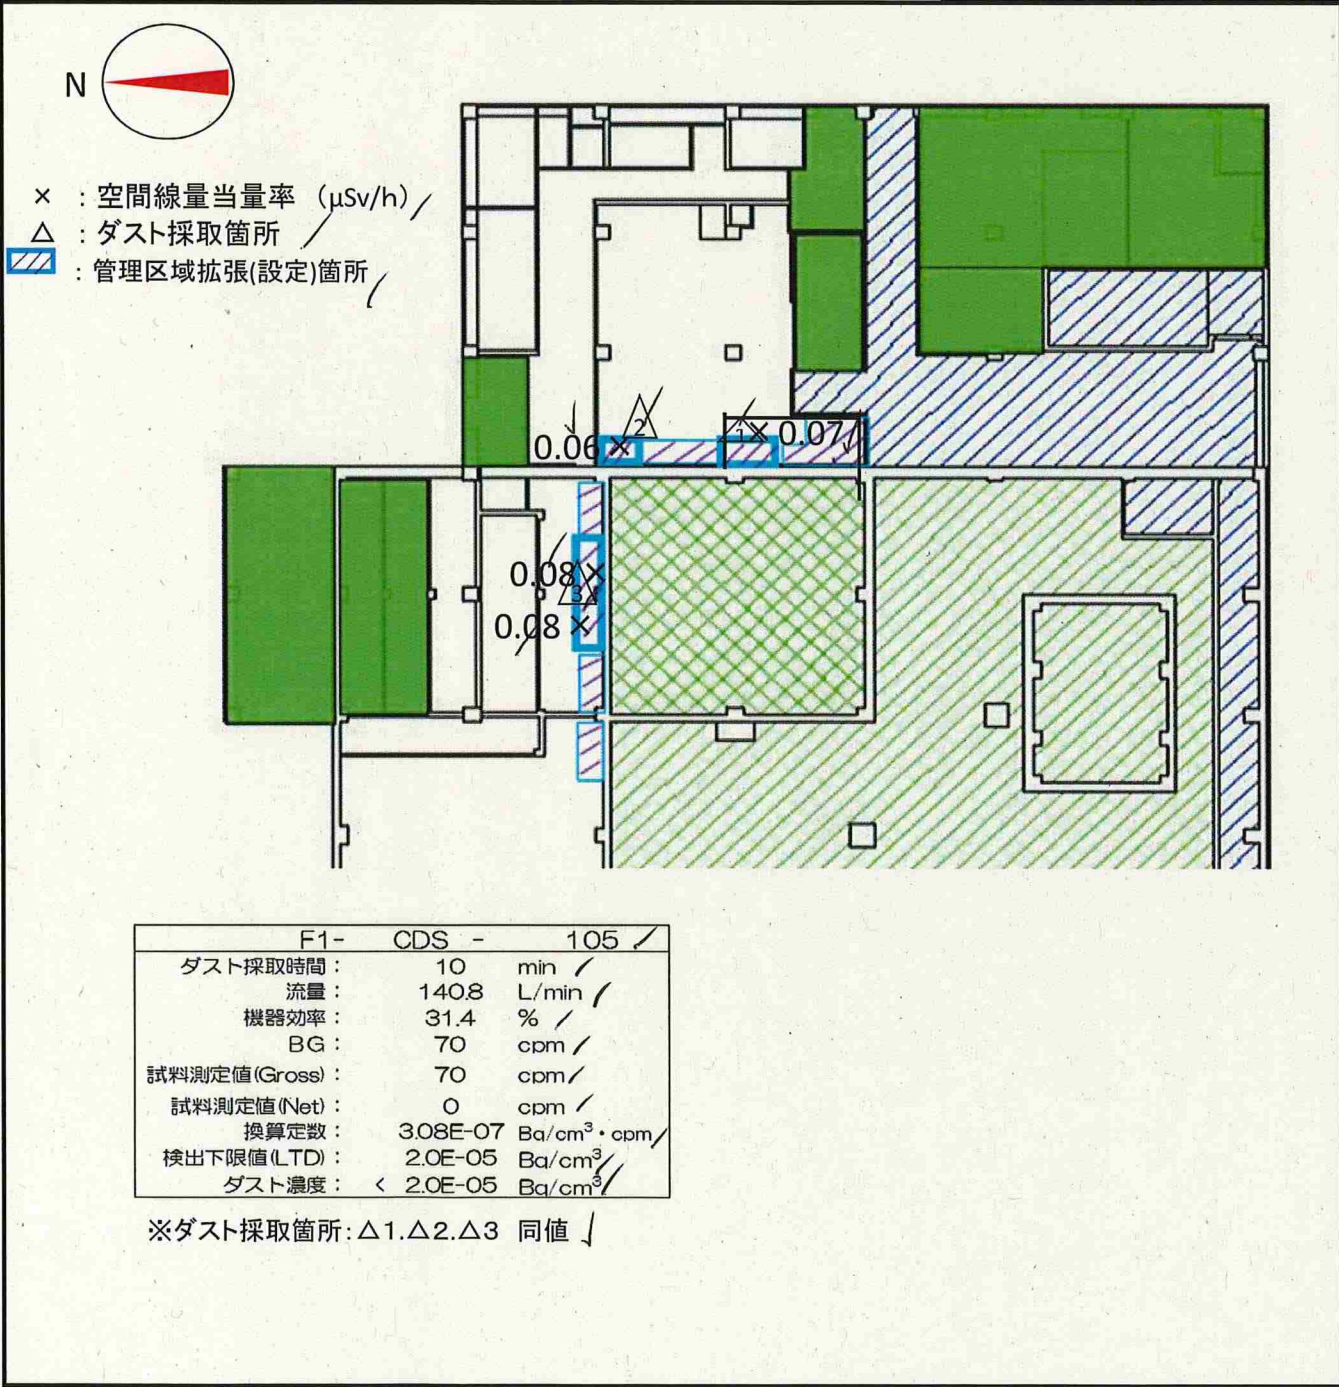 N
× : 空間線量当量率 (μSv/h)
△ : ダスト採取箇所
: 管理区域拡張(設定)箇所
2
1
0.07
0.06
0.08
3
0.08
F1- CDS - 105
ダスト採取時間: 10 min
流量: 140.8 L/min
機器効率: 31.4 %
BG: 70 cpm
試料測定値(Gross): 70 cpm
試料測定値(Net): 0 cpm
換算定数: 3.08E-07 Bq/cm³・cpm
検出下限値(LTD): 2.0E-05 Bq/cm³
ダスト濃度: < 2.0E-05 Bq/cm³
※ダスト採取箇所:△1.△2.△3 同値